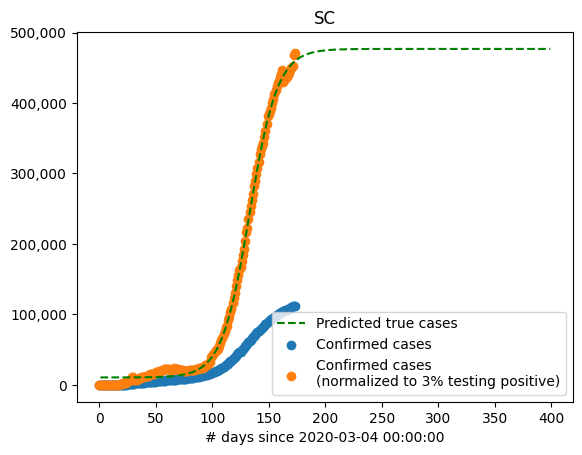 SC
500,000
400,000
300,000
200,000
100,000
0
Predicted true cases
Confirmed cases
Confirmed cases
(normalized to 3% testing positive)
0 50 100 150 200 250 300 350 400
# days since 2020-03-04 00:00:00